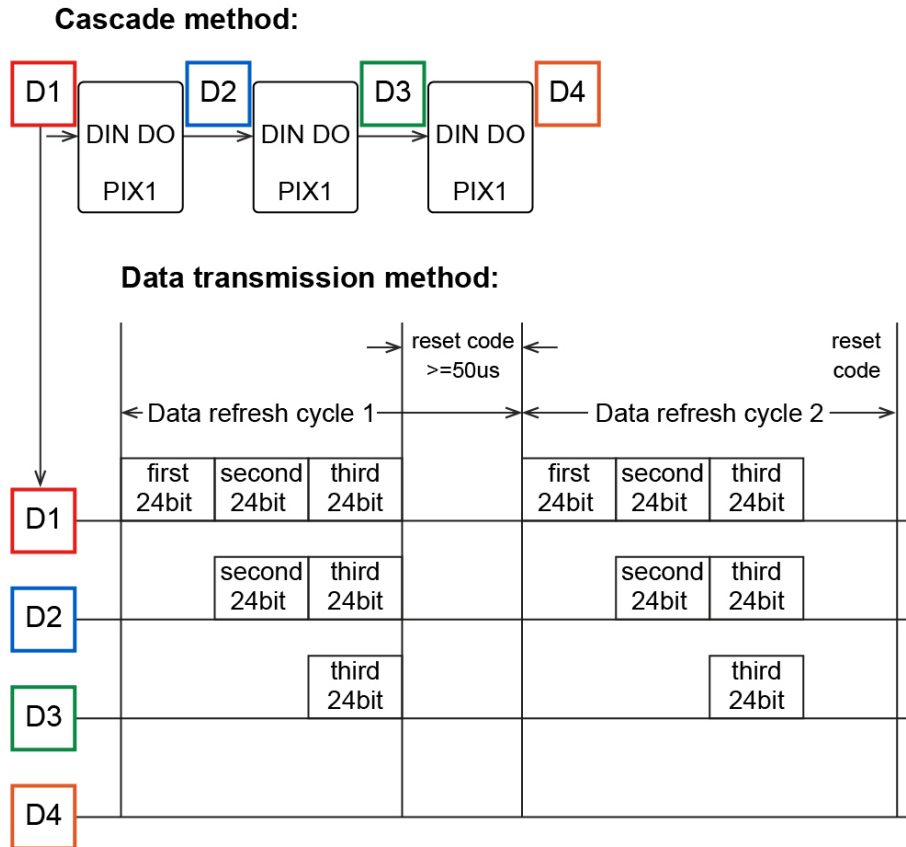 Cascade method:
D1 D2 D3 D4
DIN DO DIN DO DIN DO
PIX1 PIX1 PIX1
Data transmission method:
reset code
>=50us
reset
code
Data refresh cycle 1
Data refresh cycle 2
first second third first second third
24bit 24bit 24bit 24bit 24bit 24bit
D1
second third second third
24bit 24bit 24bit 24bit
D2
third third
24bit 24bit
D3
D4